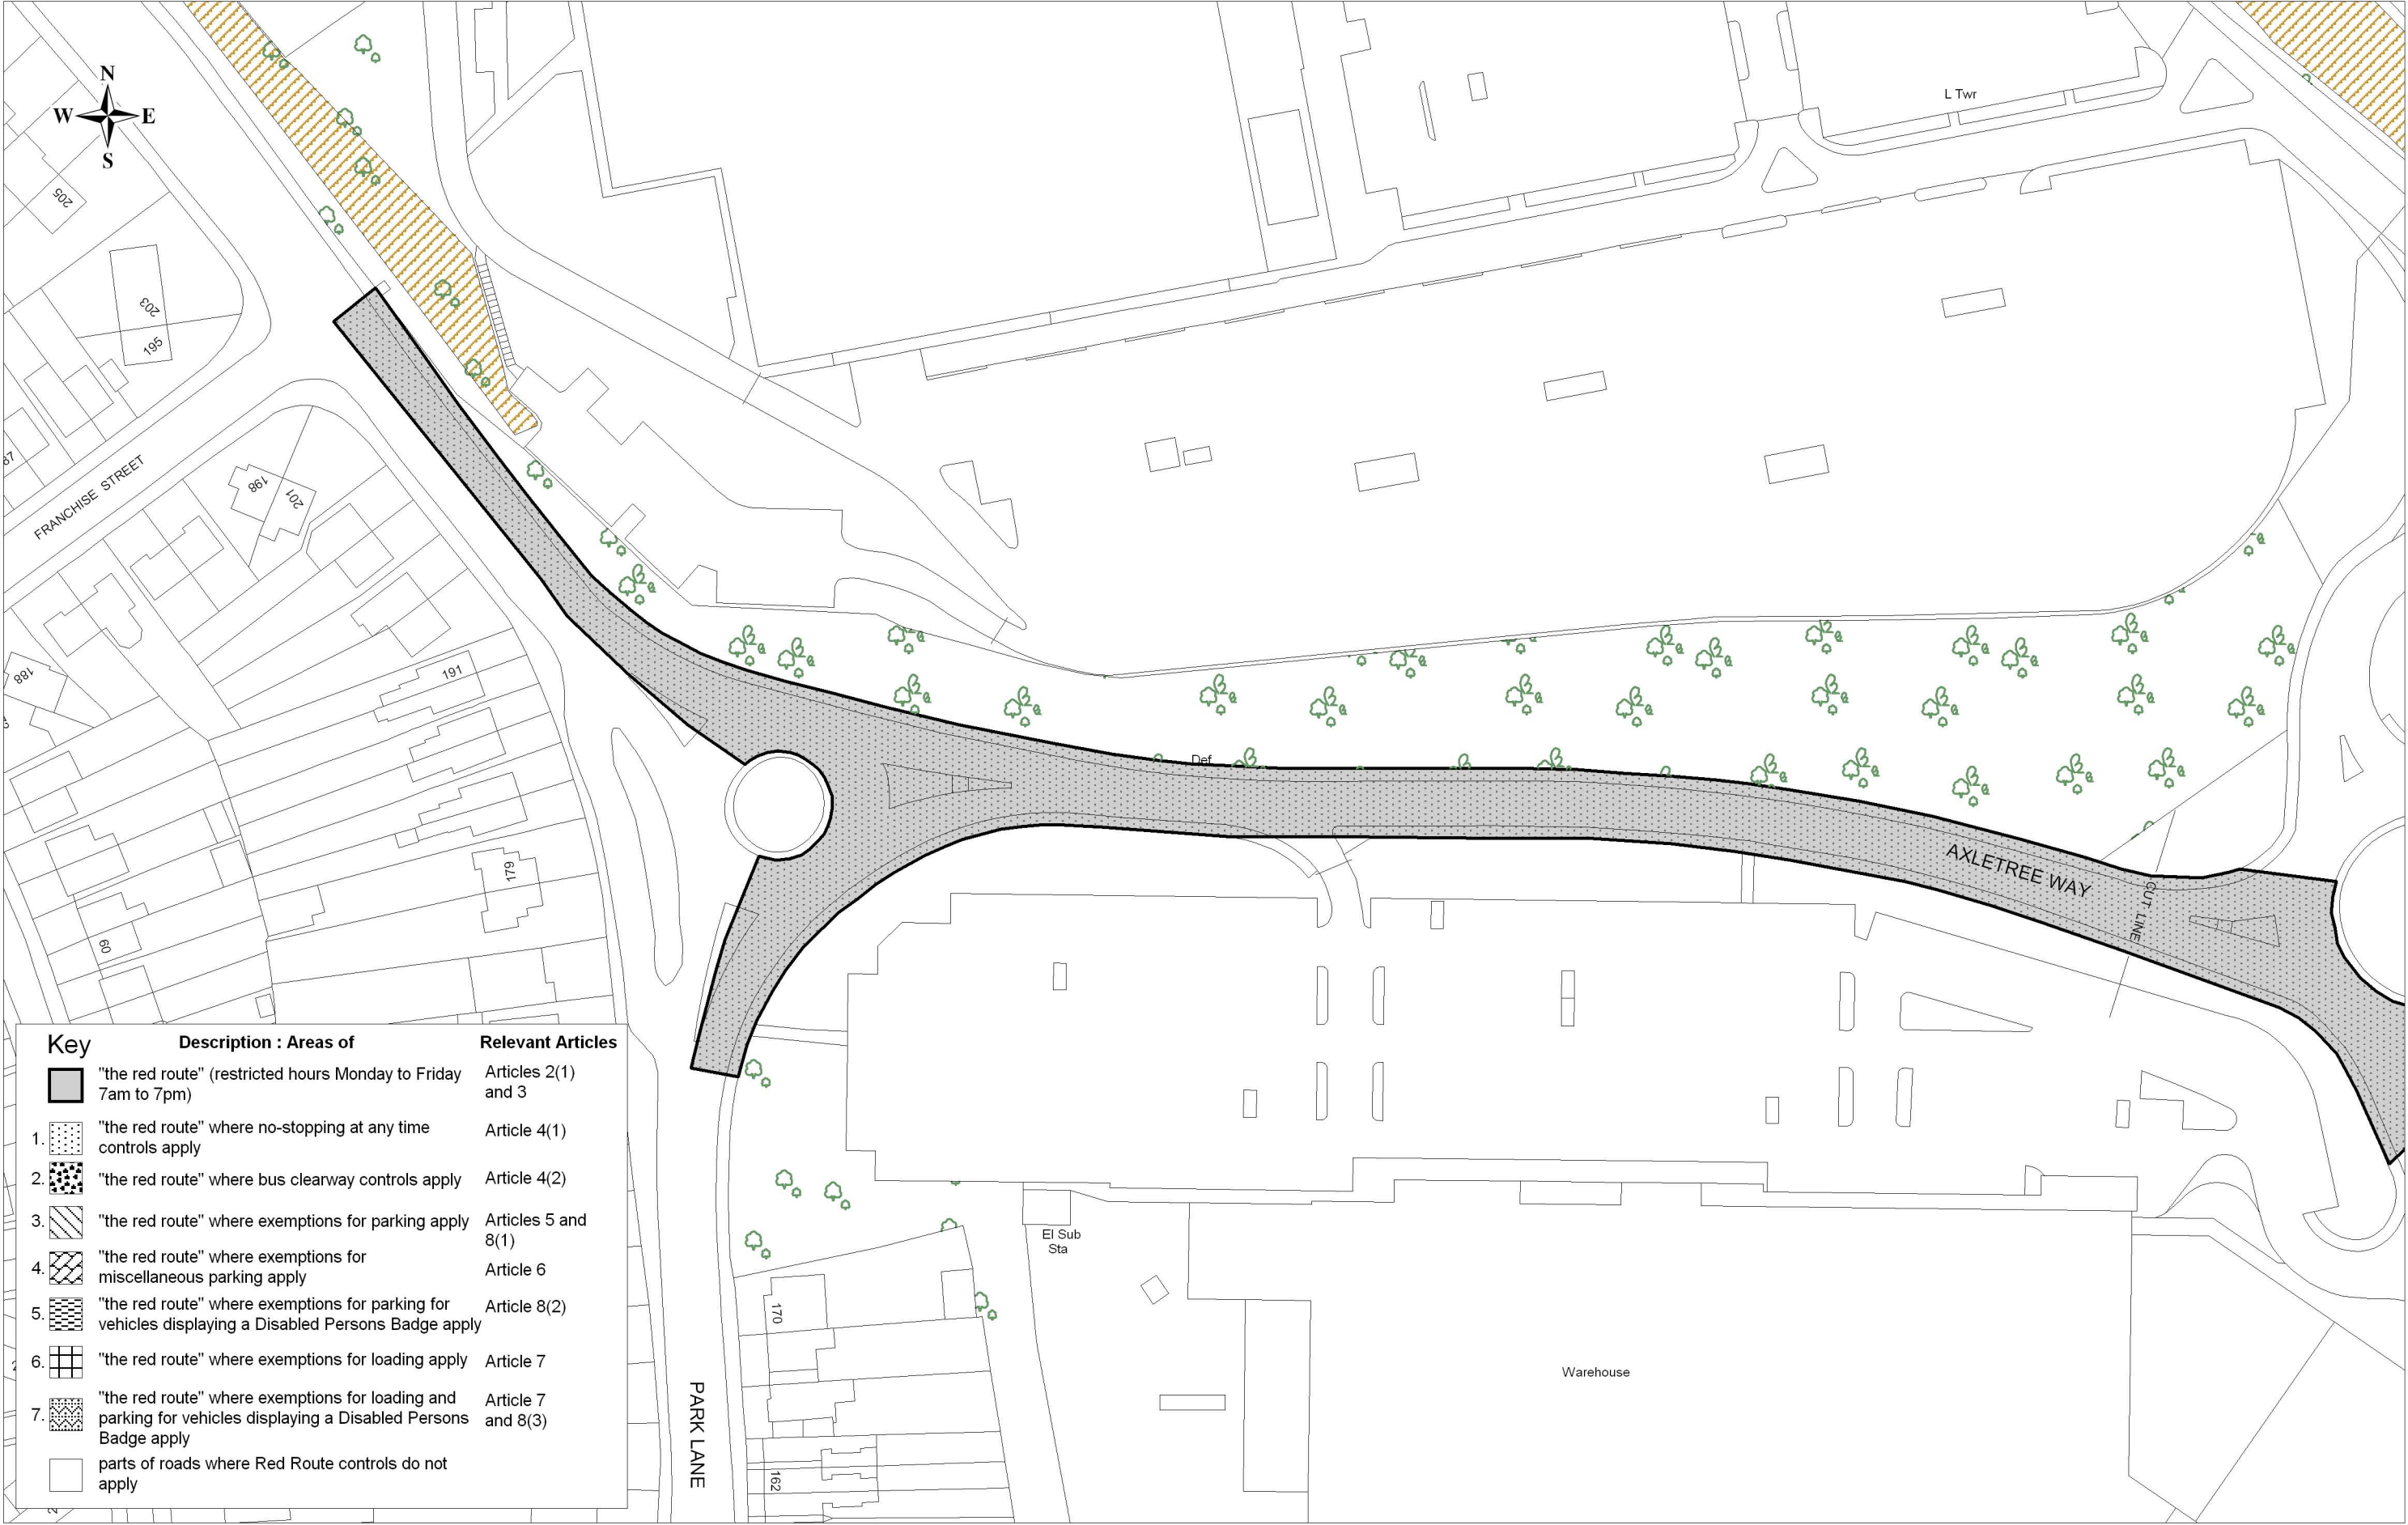 N
W E
S
L Twr
205
203
195
87
FRANCHISE STREET
198
201
188
191
179
60
Def
AXLETREE WAY
CUT LINE
Key
Description : Areas of
Relevant Articles
"the red route" (restricted hours Monday to Friday
7am to 7pm)
Articles 2(1)
and 3
1.
"the red route" where no-stopping at any time
controls apply
Article 4(1)
2.
"the red route" where bus clearway controls apply
Article 4(2)
3.
"the red route" where exemptions for parking apply
Articles 5 and
8(1)
4.
"the red route" where exemptions for
miscellaneous parking apply
Article 6
5.
"the red route" where exemptions for parking for
vehicles displaying a Disabled Persons Badge apply
Article 8(2)
6.
"the red route" where exemptions for loading apply
Article 7
7.
"the red route" where exemptions for loading and
parking for vehicles displaying a Disabled Persons
Badge apply
Article 7
and 8(3)
parts of roads where Red Route controls do not
apply
El Sub
Sta
170
Warehouse
PARK LANE
162